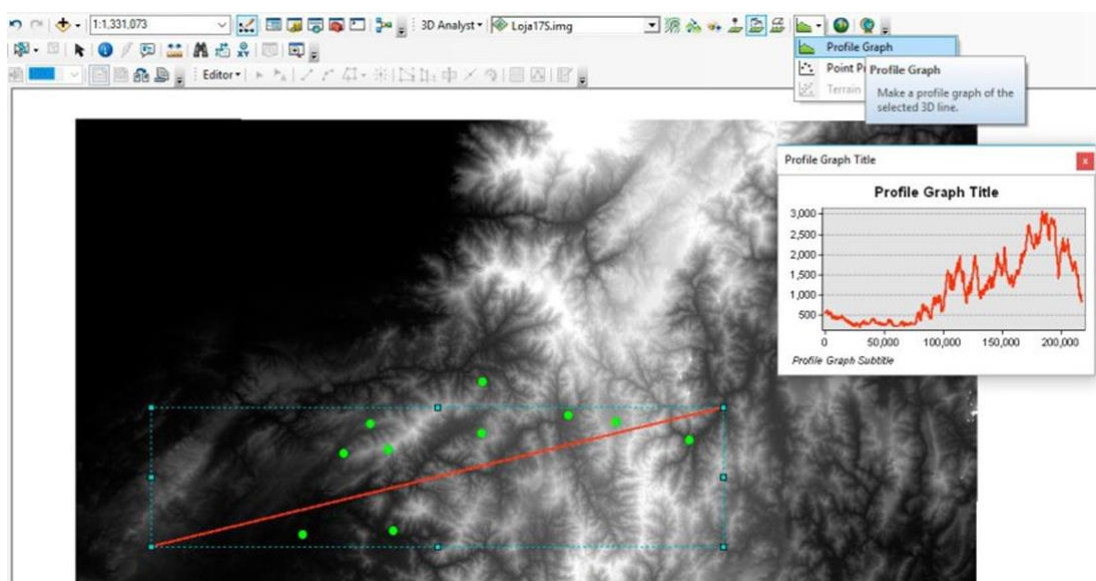 1:1,331,073
3D Analyst
Loja17S.img
Profile Graph
Point P
Profile Graph
Terrain
Make a profile graph of the
selected 3D line.
Editor
Profile Graph Title
x
Profile Graph Title
3,000
2,500
2,000
1,500
1,000
500
0 50,000 100,000 150,000 200,000
Profile Graph Subtitle